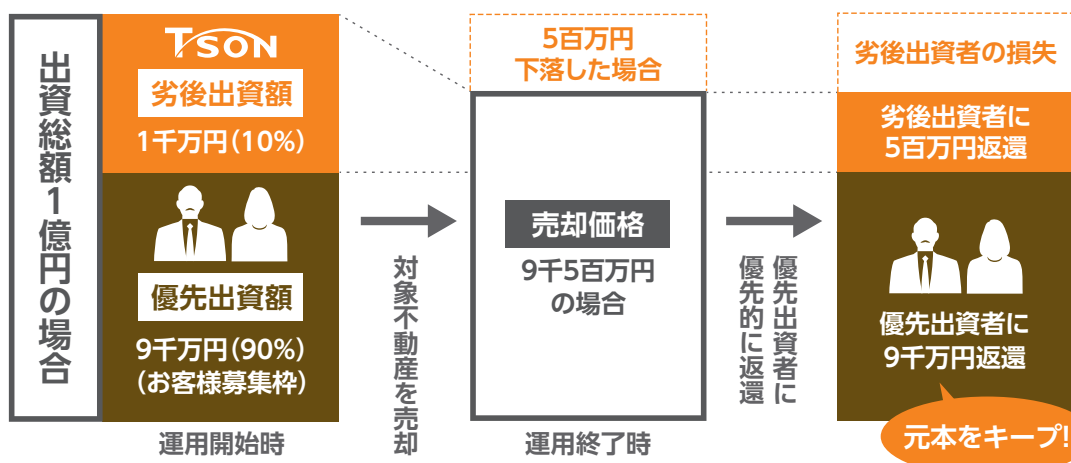 出資総額1億円の場合
TSON
劣後出資額
1千万円(10%)
優先出資額
9千万円(90%)
(お客様募集枠)
運用開始時
対象不動産を売却
5百万円
下落した場合
売却価格
9千5百万円
の場合
運用終了時
優先出資者に
優先的に返還
劣後出資者の損失
劣後出資者に
5百万円返還
優先出資者に
9千万円返還
元本をキープ!